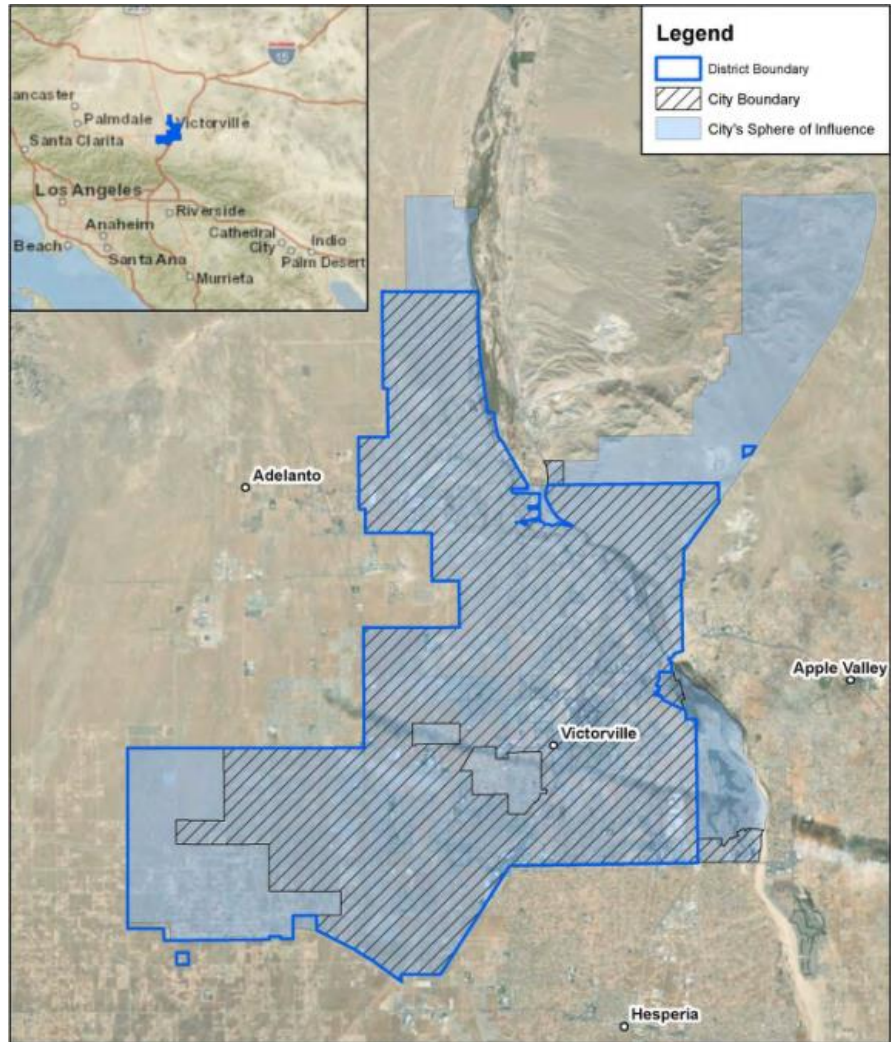 Legend
District Boundary
City Boundary
City's Sphere of Influence
15
ancaster
Palmdale
Victorville
Santa Clarita
Los Angeles
Riverside
Anaheim
Cathedral
City
Indio
Beach
Santa Ana
Palm Desert
Murrieta
Adelanto
Apple Valley
Victorville
Hesperia